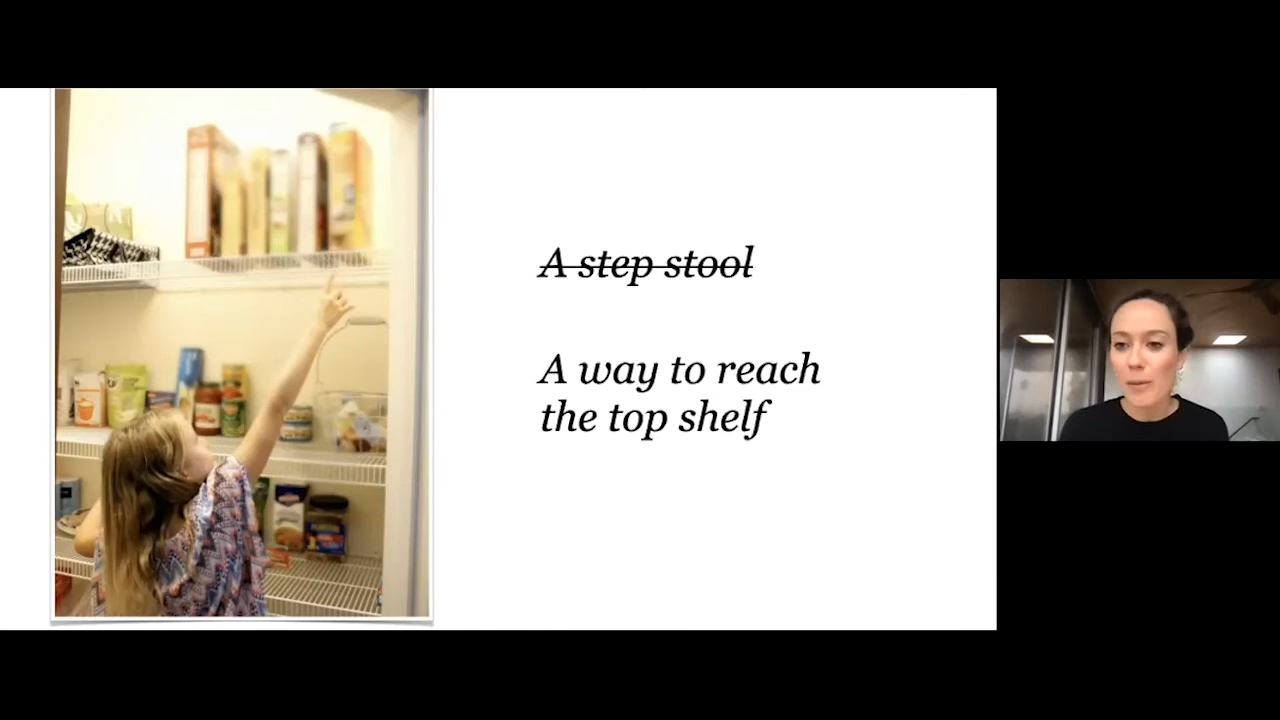 A step stool
A way to reach
the top shelf